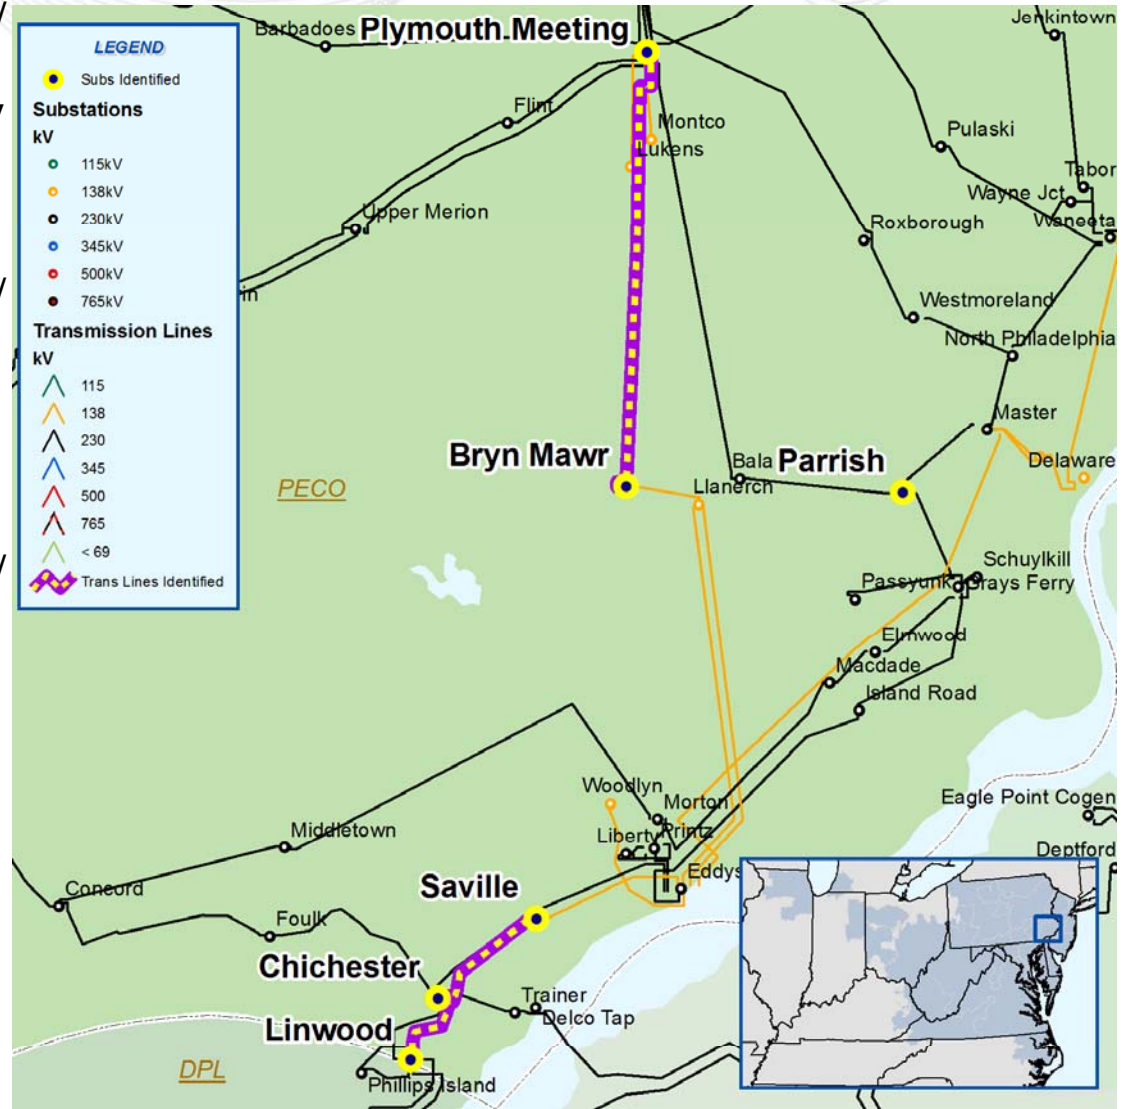 LEGEND
Subs Identified
Substations
kV
115kV
138kV
230kV
345kV
500kV
765kV
Transmission Lines
kV
115
138
230
345
500
765
< 69
Trans Lines Identified
Barbadoes
Plymouth Meeting
Jenkintown
Flint
Montco
Lukens
Pulaski
Tabor
Wayne Jct
Waneeta
Upper Merion
Roxborough
in
Westmoreland
North Philadelphia
Master
Bryn Mawr
Bala
Parrish
Delaware
PECO
Llanerch
Schuylkill
Passyunk
Grays Ferry
Elmwood
Macdade
Island Road
Woodlyn
Morton
Eagle Point Cogen
Middletown
Liberty
Printz
Deptford
Concord
Saville
Eddys
Foulk
Chichester
Trainer
Delco Tap
Linwood
DPL
Phillips Island